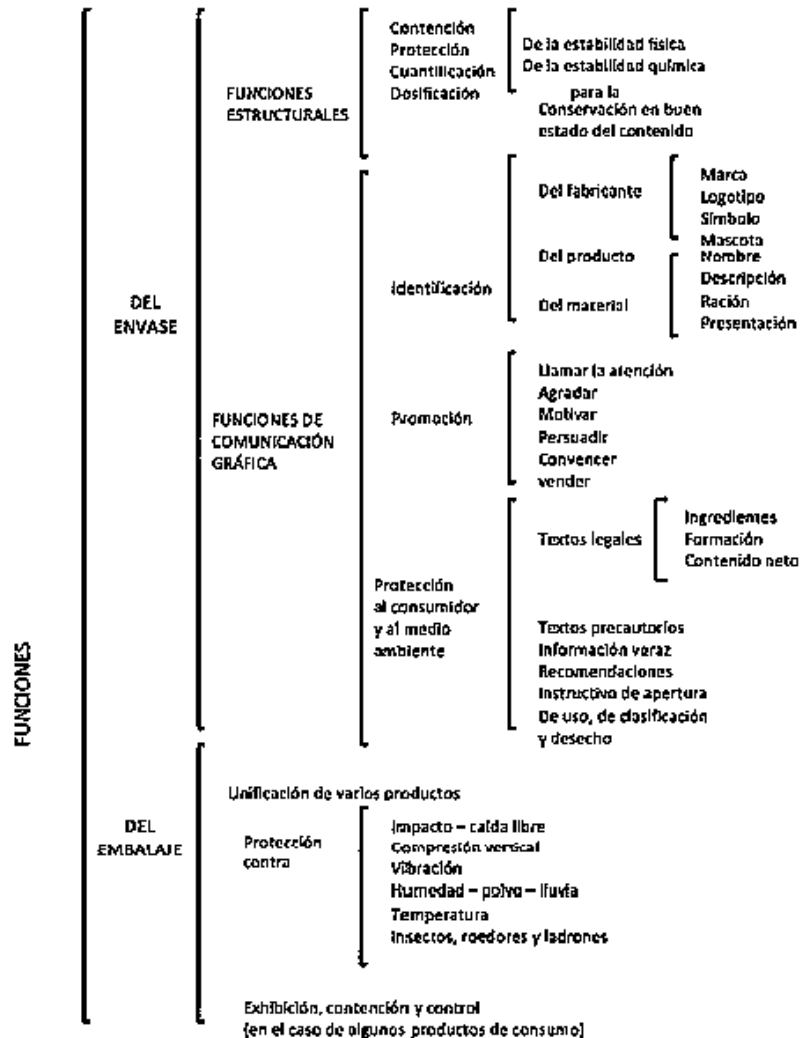 FUNCIONES
DEL
ENVASE
FUNCIONES
ESTRUCTURALES
Contención
Protección
Cuantificación
Dosificación
De la estabilidad física
De la estabilidad química
para la
Conservación en buen
estado del contenido
FUNCIONES DE
COMUNICACIÓN
GRÁFICA
Identificación
Del fabricante
Marca
Logotipo
Símbolo
Mascota
Del producto
Del material
Nombre
Descripción
Ración
Presentación
Promoción
Llamar la atención
Agradar
Motivar
Persuadir
Convencer
vender
Protección
al consumidor
y al medio
ambiente
Textos legales
Ingredientes
Formación
Contenido neto
Textos precautorios
Información veraz
Recomendaciones
Instructivo de apertura
De uso, de clasificación
y desecho
DEL
EMBALAJE
Unificación de varios productos
Protección
contra
Impacto – caída libre
Compresión vertical
Vibración
Humedad – polvo – lluvia
Temperatura
Insectos, roedores y ladrones
Exhibición, contención y control
(en el caso de algunos productos de consumo)